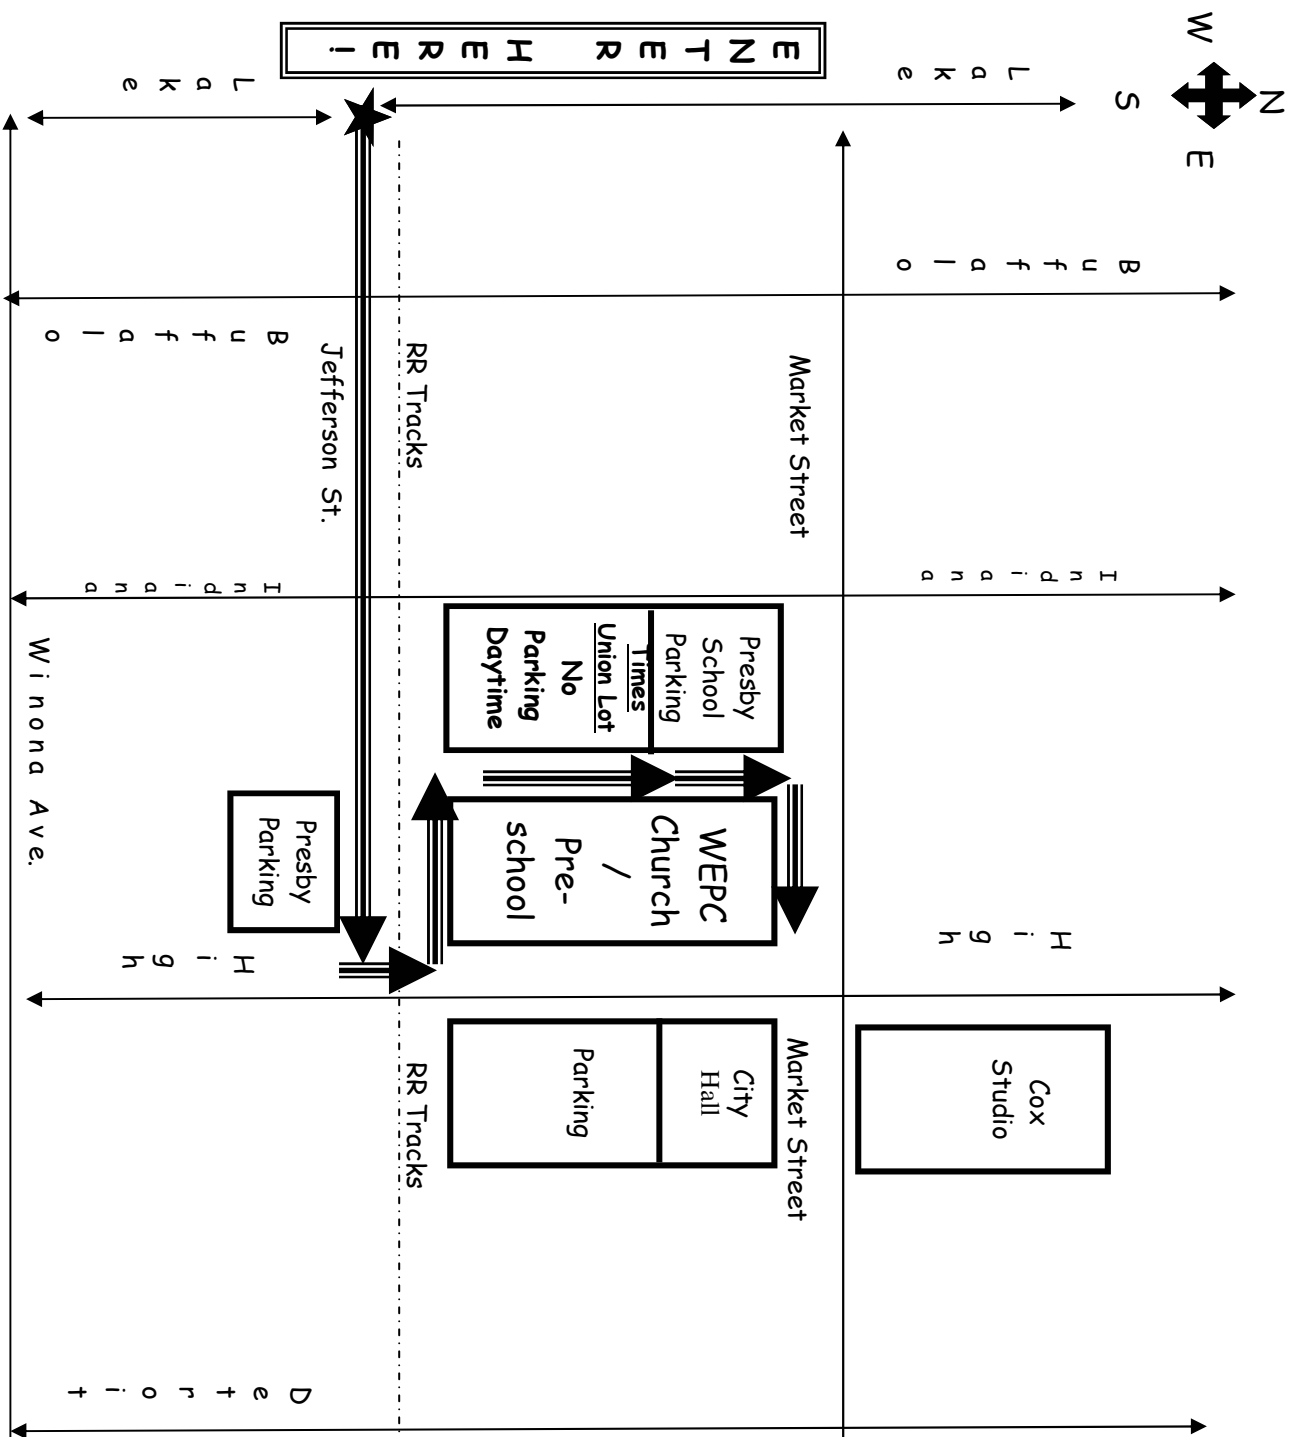 N
W
E
S
Lake
Buffalo
Indiana
High
Cox
Studio
Market Street
Market Street
Presby
School
Parking
Times
Union Lot
No
Parking
Daytime
WEPC
Church
/
Pre-
school
City
Hall
Parking
RR Tracks
RR Tracks
ENTER HERE!
Jefferson St.
Presby
Parking
Lake
Buffalo
Indiana
High
Detroit
Winona Ave.